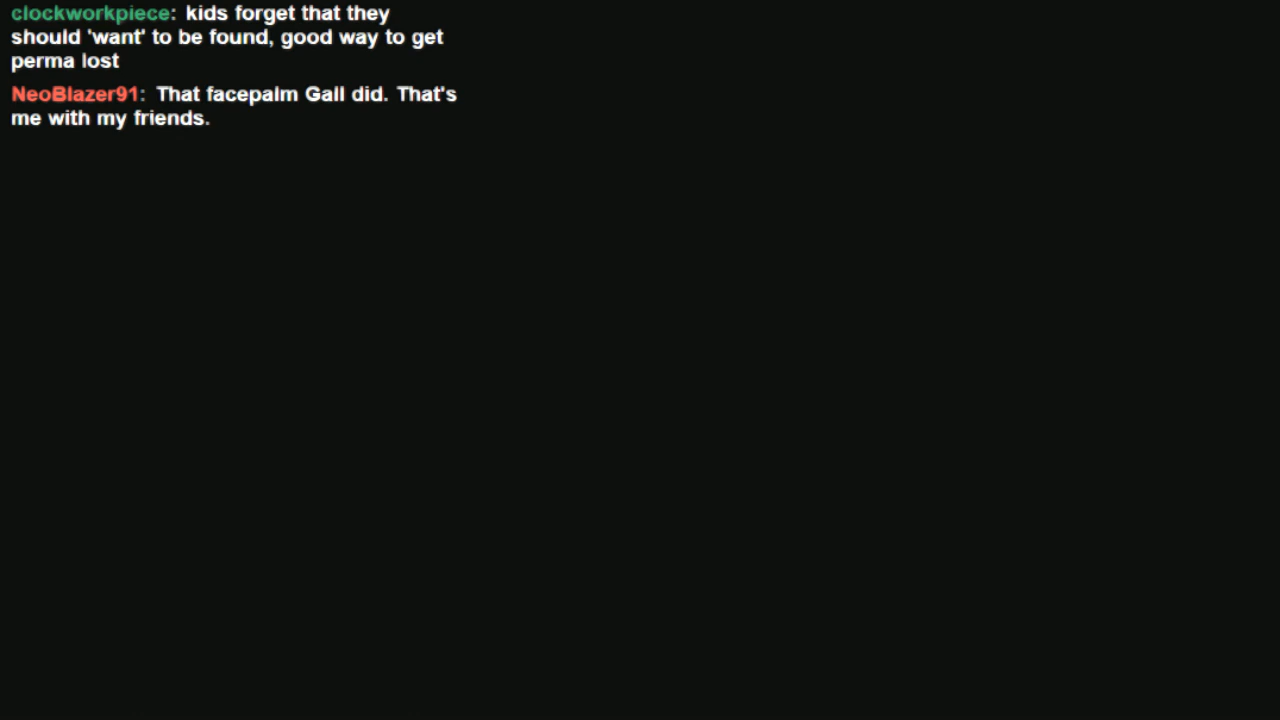 clockworkpiece: kids forget that they
should 'want' to be found, good way to get
perma lost
NeoBlazer91: That facepalm Gall did. That's
me with my friends.